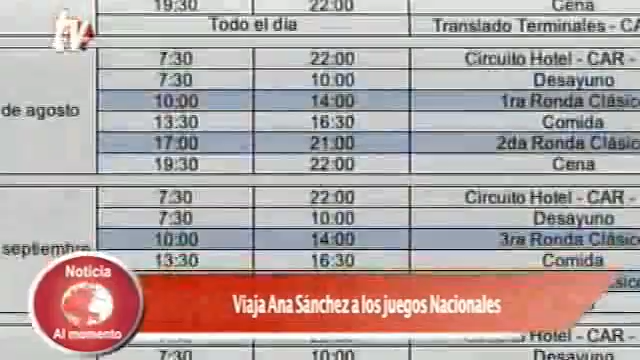 19:30 22:00 Cena
Todo el día Translado Terminales - CAR
tv
7:30 22:00 Circuito Hotel - CAR -
7:30 10:00 Desayuno
de agosto 10:00 14:00 1ra Ronda Clásic
13:30 16:30 Comida
17:00 21:00 2da Ronda Clásic
19:30 22:00 Cena
7:30 22:00 Circuito Hotel - CAR -
7:30 10:00 Desayuno
septiembre 10:00 14:00 3ra Ronda Clásic
13:30 16:30 Comida
Noticia
Al momento
Viaja Ana Sánchez a los juegos Nacionales
Hotel - CAR -
7:30 10:00 Desayuno